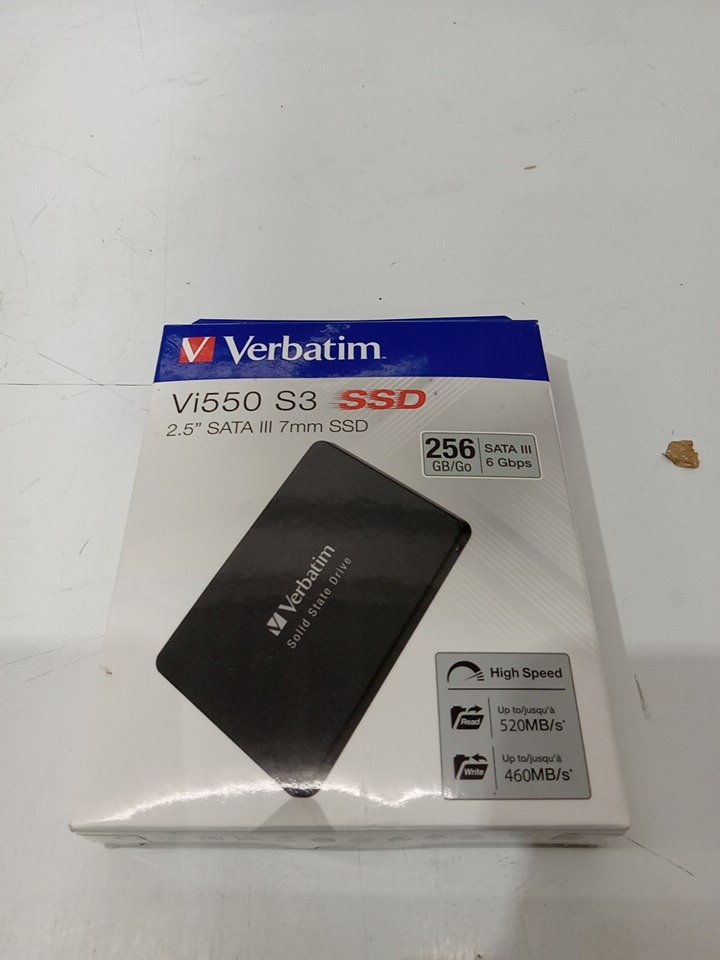 Verbatim
Vi550 S3 SSD
2.5" SATA III 7mm SSD
256
GB/Go
SATA III
6 Gbps
Verbatim
Solid State Drive
High Speed
Read
Up to/jusqu'à
520MB/s*
Write
Up to/jusqu'à
460MB/s*